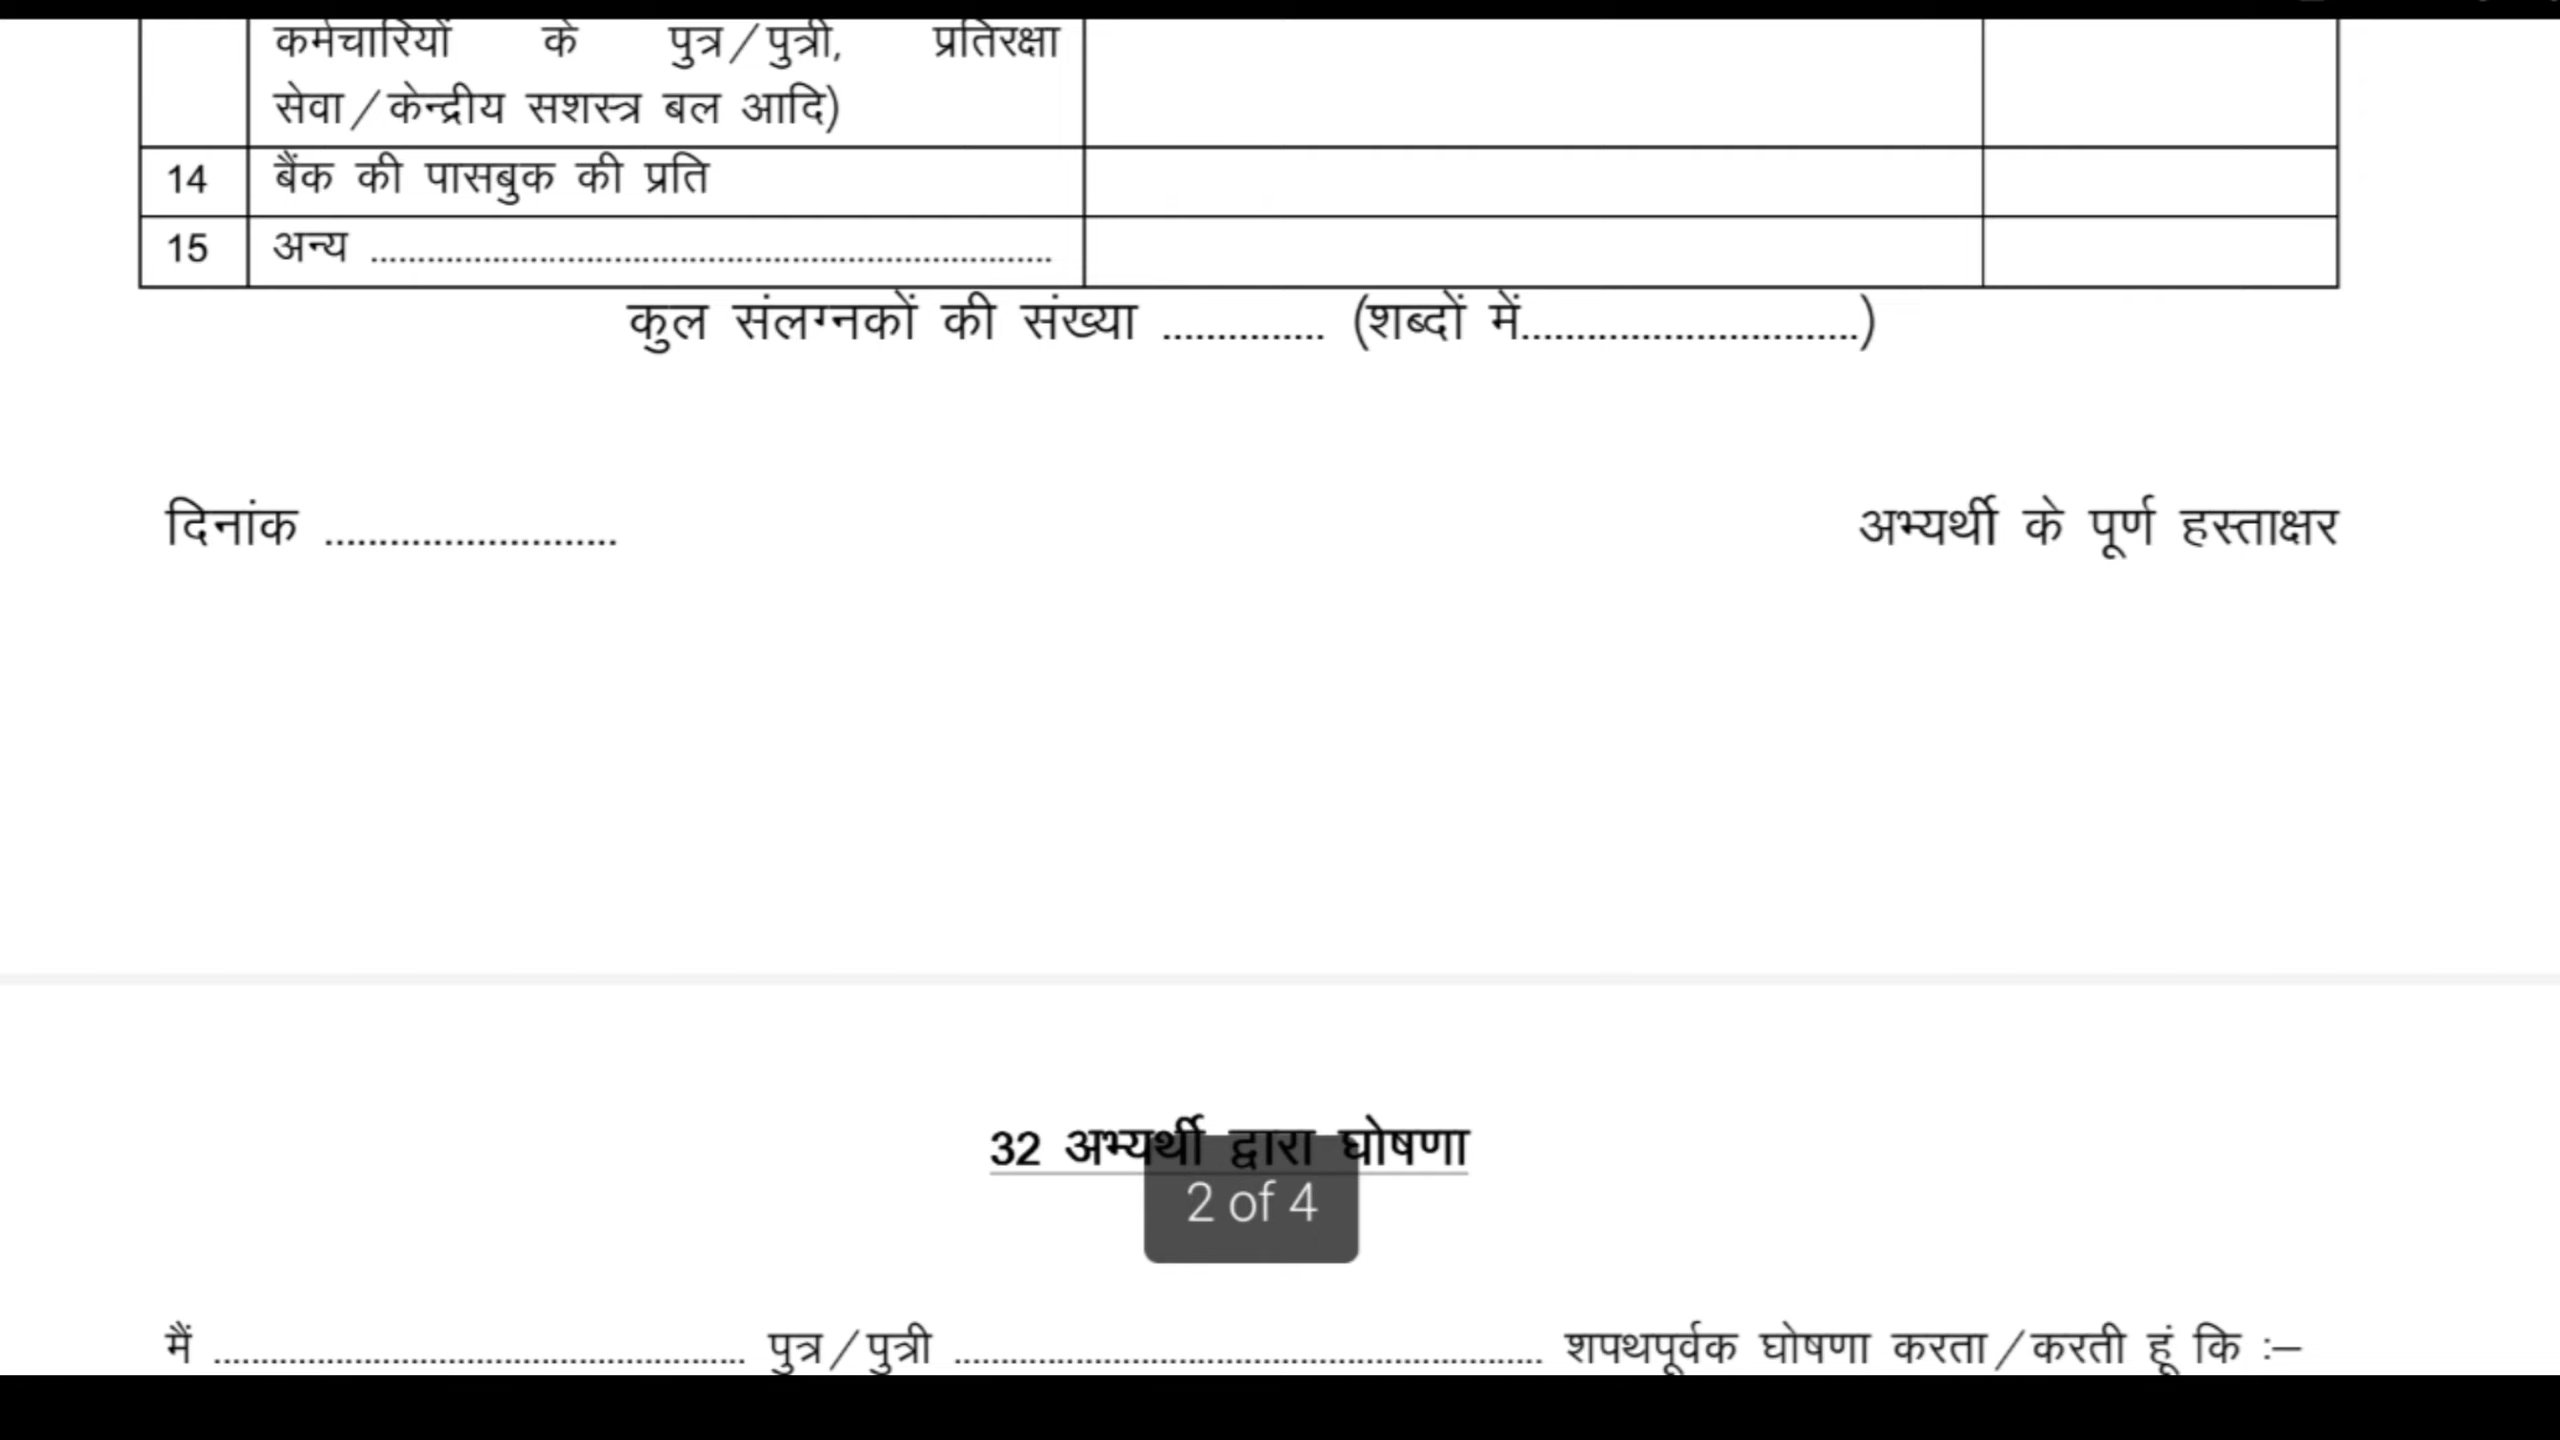 कर्मचारियों के पुत्र/पुत्री, प्रतिरक्षा
सेवा/केन्द्रीय सशस्त्र बल आदि)
14 बैंक की पासबुक की प्रति
15 अन्य ........................................................................
कुल संलग्नकों की संख्या ............... (शब्दों में...............................)
दिनांक ...........................
अभ्यर्थी के पूर्ण हस्ताक्षर
32 अभ्यर्थी द्वारा घोषणा
2 of 4
मैं ......................................................... पुत्र/पुत्री ............................................................... शपथपूर्वक घोषणा करता/करती हूं कि :–